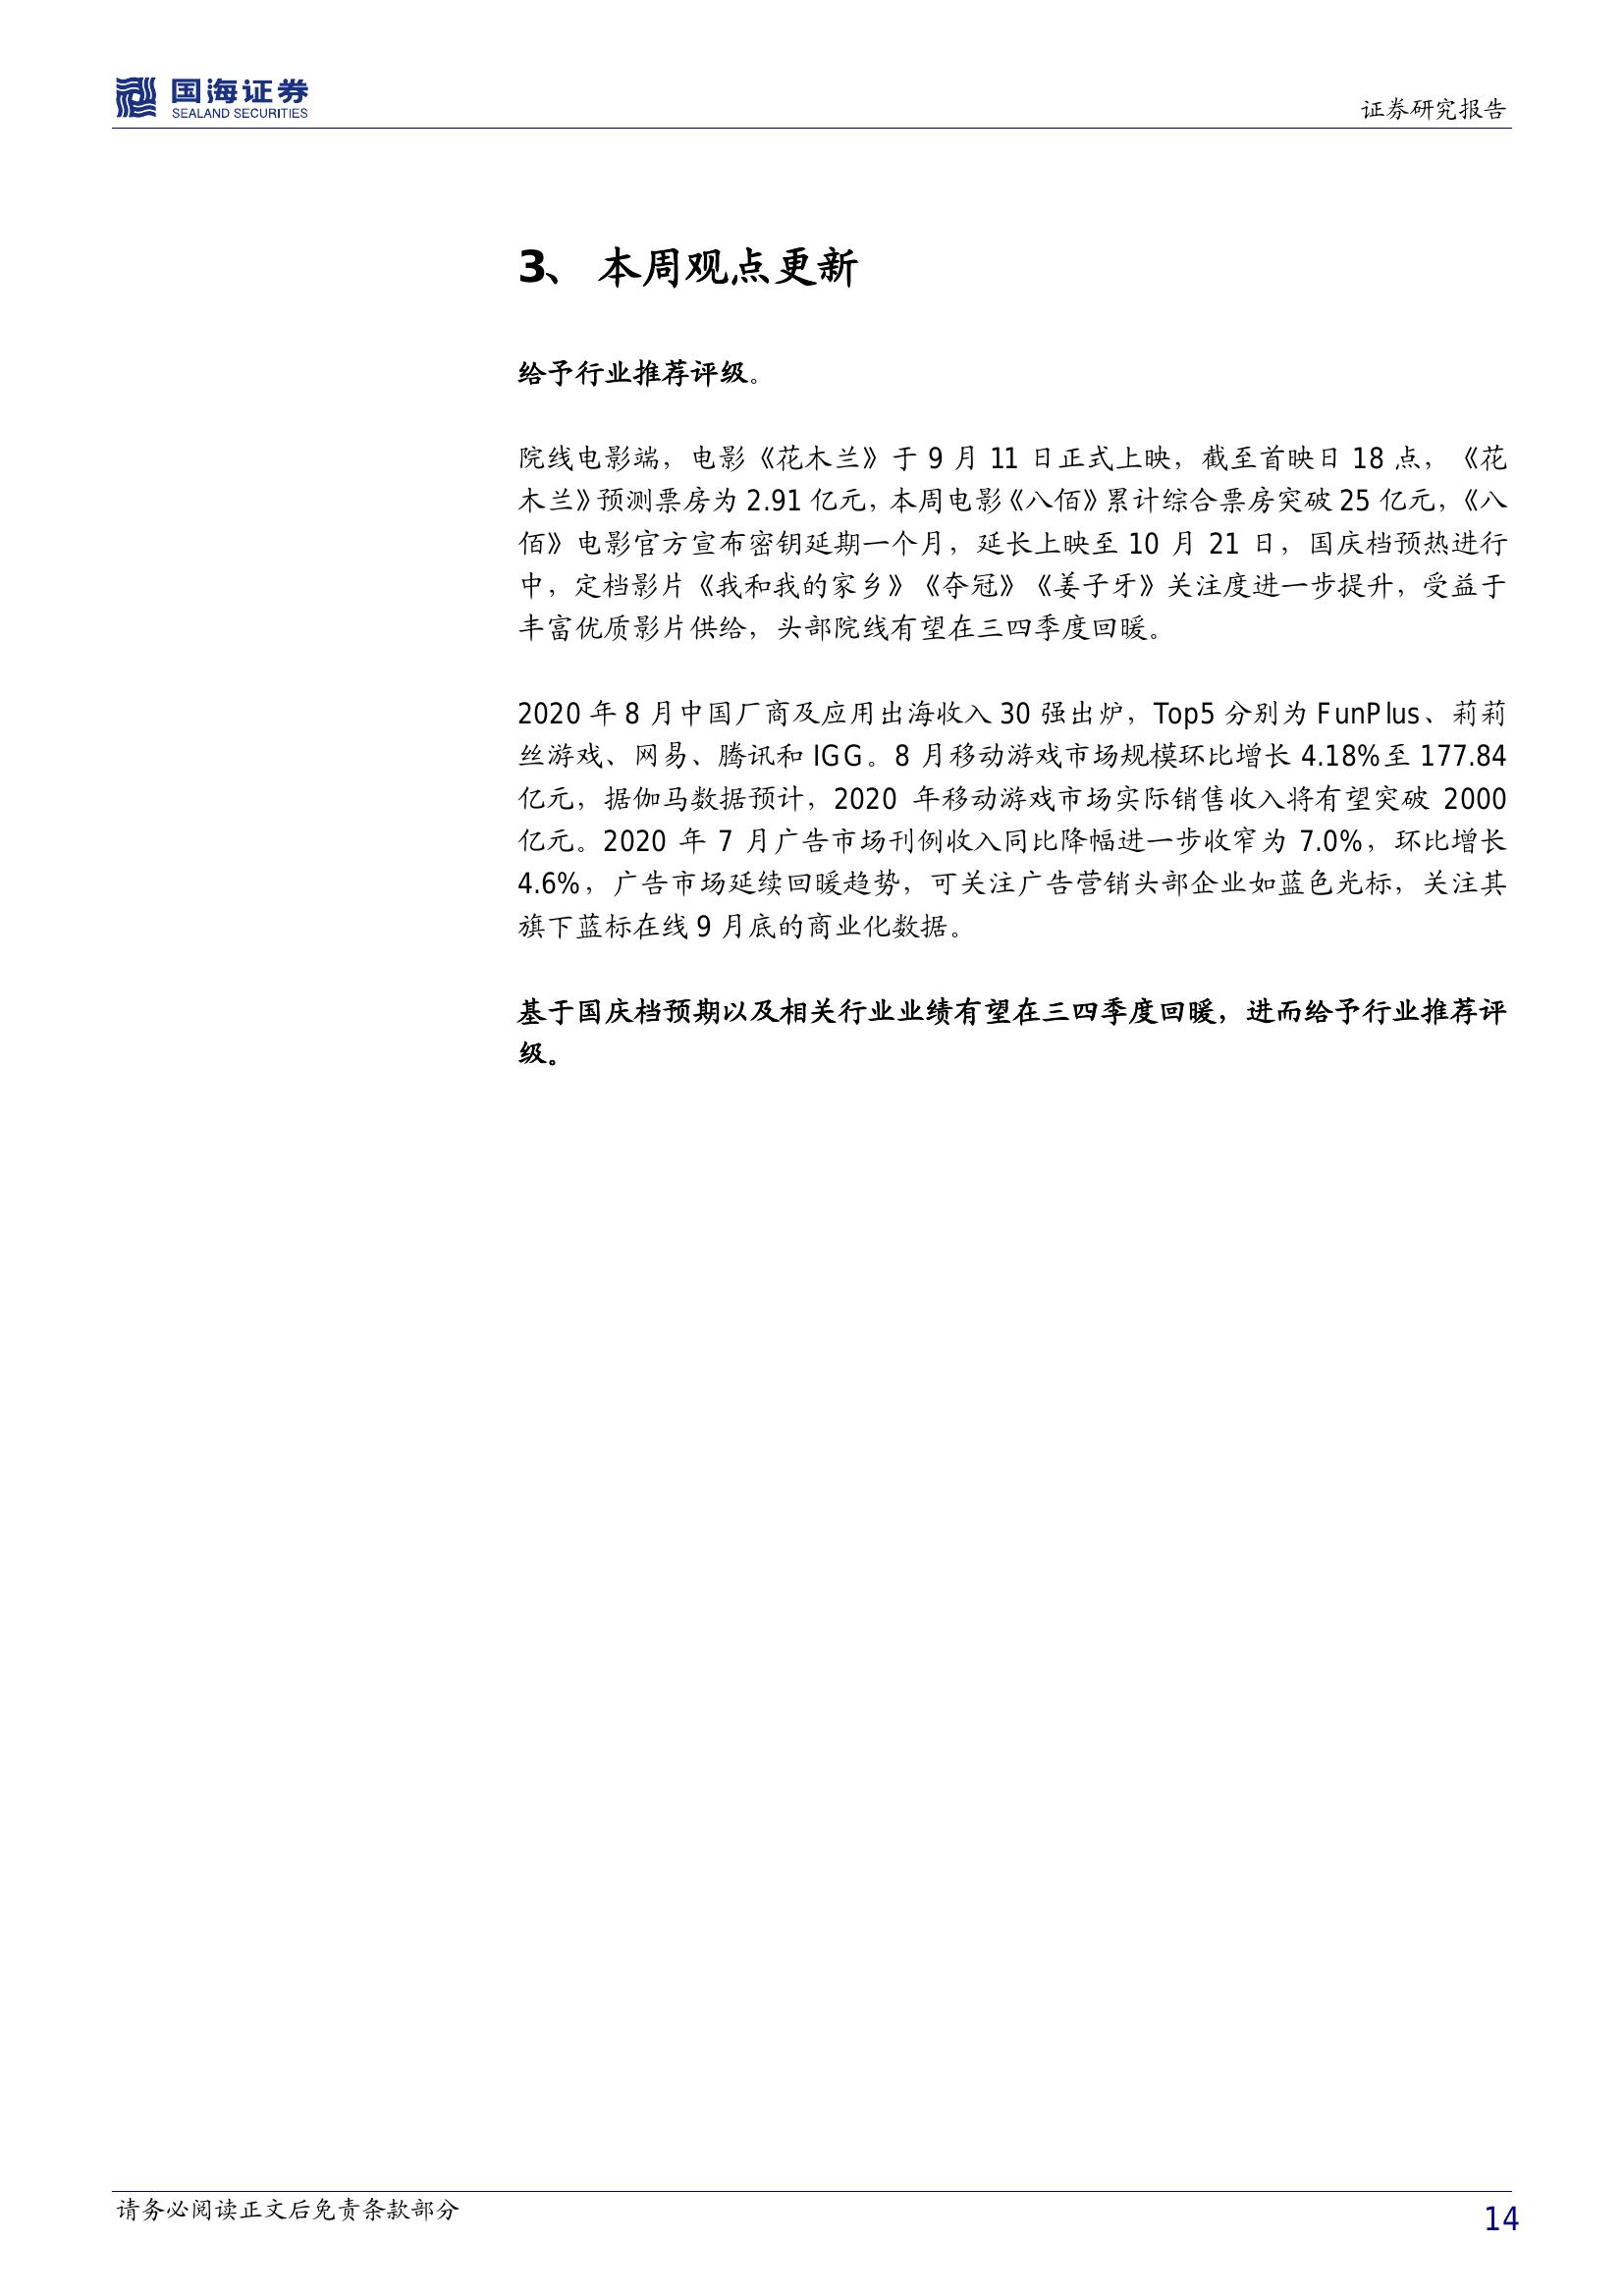 国海证券
SEALAND SECURITIES
证券研究报告
3、 本周观点更新
给予行业推荐评级。
院线电影端，电影《花木兰》于 9 月 11 日正式上映，截至首映日 18 点，《花
木兰》预测票房为 2.91 亿元，本周电影《八佰》累计综合票房突破 25 亿元，《八
佰》电影官方宣布密钥延期一个月，延长上映至 10 月 21 日，国庆档预热进行
中，定档影片《我和我的家乡》《夺冠》《姜子牙》关注度进一步提升，受益于
丰富优质影片供给，头部院线有望在三四季度回暖。
2020 年 8 月中国厂商及应用出海收入 30 强出炉，Top5 分别为 FunPlus、莉莉
丝游戏、网易、腾讯和 IGG。8 月移动游戏市场规模环比增长 4.18%至 177.84
亿元，据伽马数据预计，2020 年移动游戏市场实际销售收入将有望突破 2000
亿元。2020 年 7 月广告市场刊例收入同比降幅进一步收窄为 7.0%，环比增长
4.6%，广告市场延续回暖趋势，可关注广告营销头部企业如蓝色光标，关注其
旗下蓝标在线 9 月底的商业化数据。
基于国庆档预期以及相关行业业绩有望在三四季度回暖，进而给予行业推荐评
级。
请务必阅读正文后免责条款部分
14